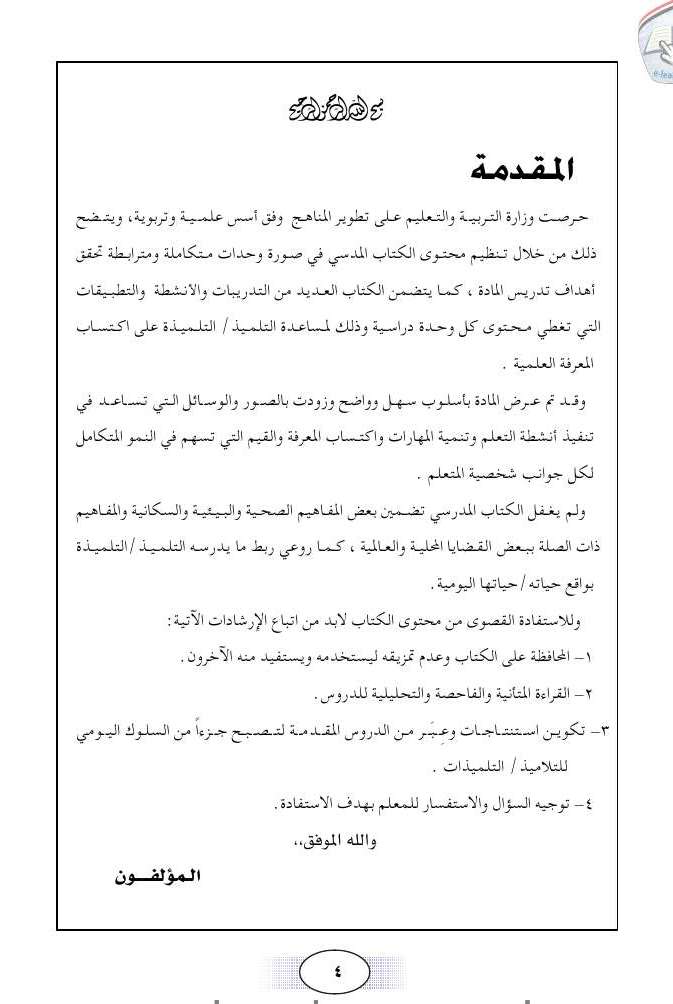 بسم الله الرحمن الرحيم
المقدمة
حرصت وزارة التربية والتعليم على تطوير المناهج وفق أسس علمية وتربوية، ويتضح
ذلك من خلال تنظيم محتوى الكتاب المدسي في صورة وحدات متكاملة ومترابطة تحقق
أهداف تدريس المادة ، كما يتضمن الكتاب العديد من التدريبات والانشطة والتطبيقات
التي تغطي محتوى كل وحدة دراسية وذلك لمساعدة التلميذ/ التلميذة على اكتساب
المعرفة العلمية .
وقد تم عرض المادة بأسلوب سهل وواضح وزودت بالصور والوسائل التي تساعد في
تنفيذ أنشطة التعلم وتنمية المهارات واكتساب المعرفة والقيم التي تسهم في النمو المتكامل
لكل جوانب شخصية المتعلم .
ولم يغفل الكتاب المدرسي تضمين بعض المفاهيم الصحية والبيئية والسكانية والمفاهيم
ذات الصلة ببعض القضايا المحلية والعالمية ، كما روعي ربط ما يدرسه التلميذ/التلميذة
بواقع حياته/حياتها اليومية.
وللاستفادة القصوى من محتوى الكتاب لابد من اتباع الإرشادات الآتية:
١– المحافظة على الكتاب وعدم تمزيقه ليستخدمه ويستفيد منه الآخرون.
٢– القراءة المتأنية والفاحصة والتحليلية للدروس.
٣– تكوين استنتاجات وعِبَر من الدروس المقدمة لتصبح جزءاً من السلوك اليومي
للتلاميذ/ التلميذات .
٤– توجيه السؤال والاستفسار للمعلم بهدف الاستفادة.
والله الموفق،،
المؤلفون
٤